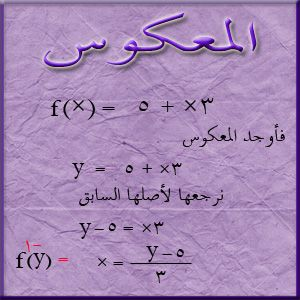 المعكوس
f(×) = ٥ + ×٣
فأوجد المعكوس
y = ٥ + ×٣
نرجعها لأصلها السابق
y-٥ = ×٣
f⁻¹(y) = × = y-٥ / ٣